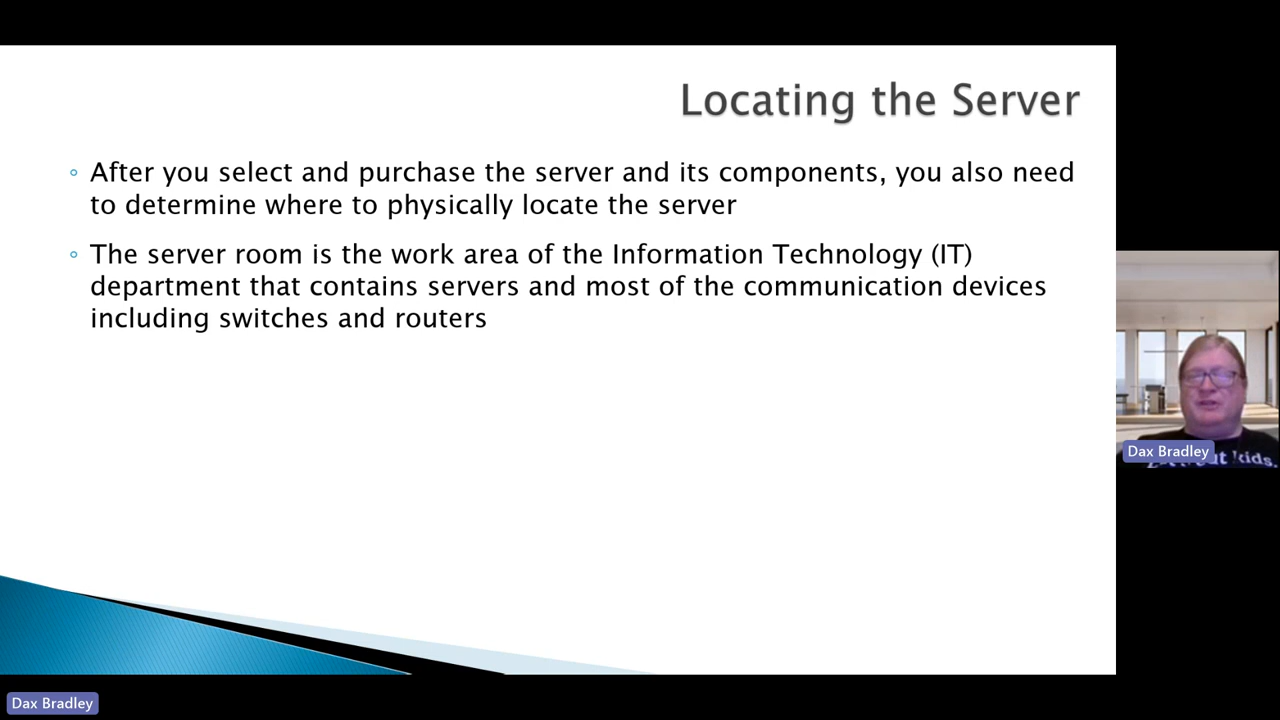 Locating the Server
After you select and purchase the server and its components, you also need
to determine where to physically locate the server
The server room is the work area of the Information Technology (IT)
department that contains servers and most of the communication devices
including switches and routers
Dax Bradley
kids.
Dax Bradley